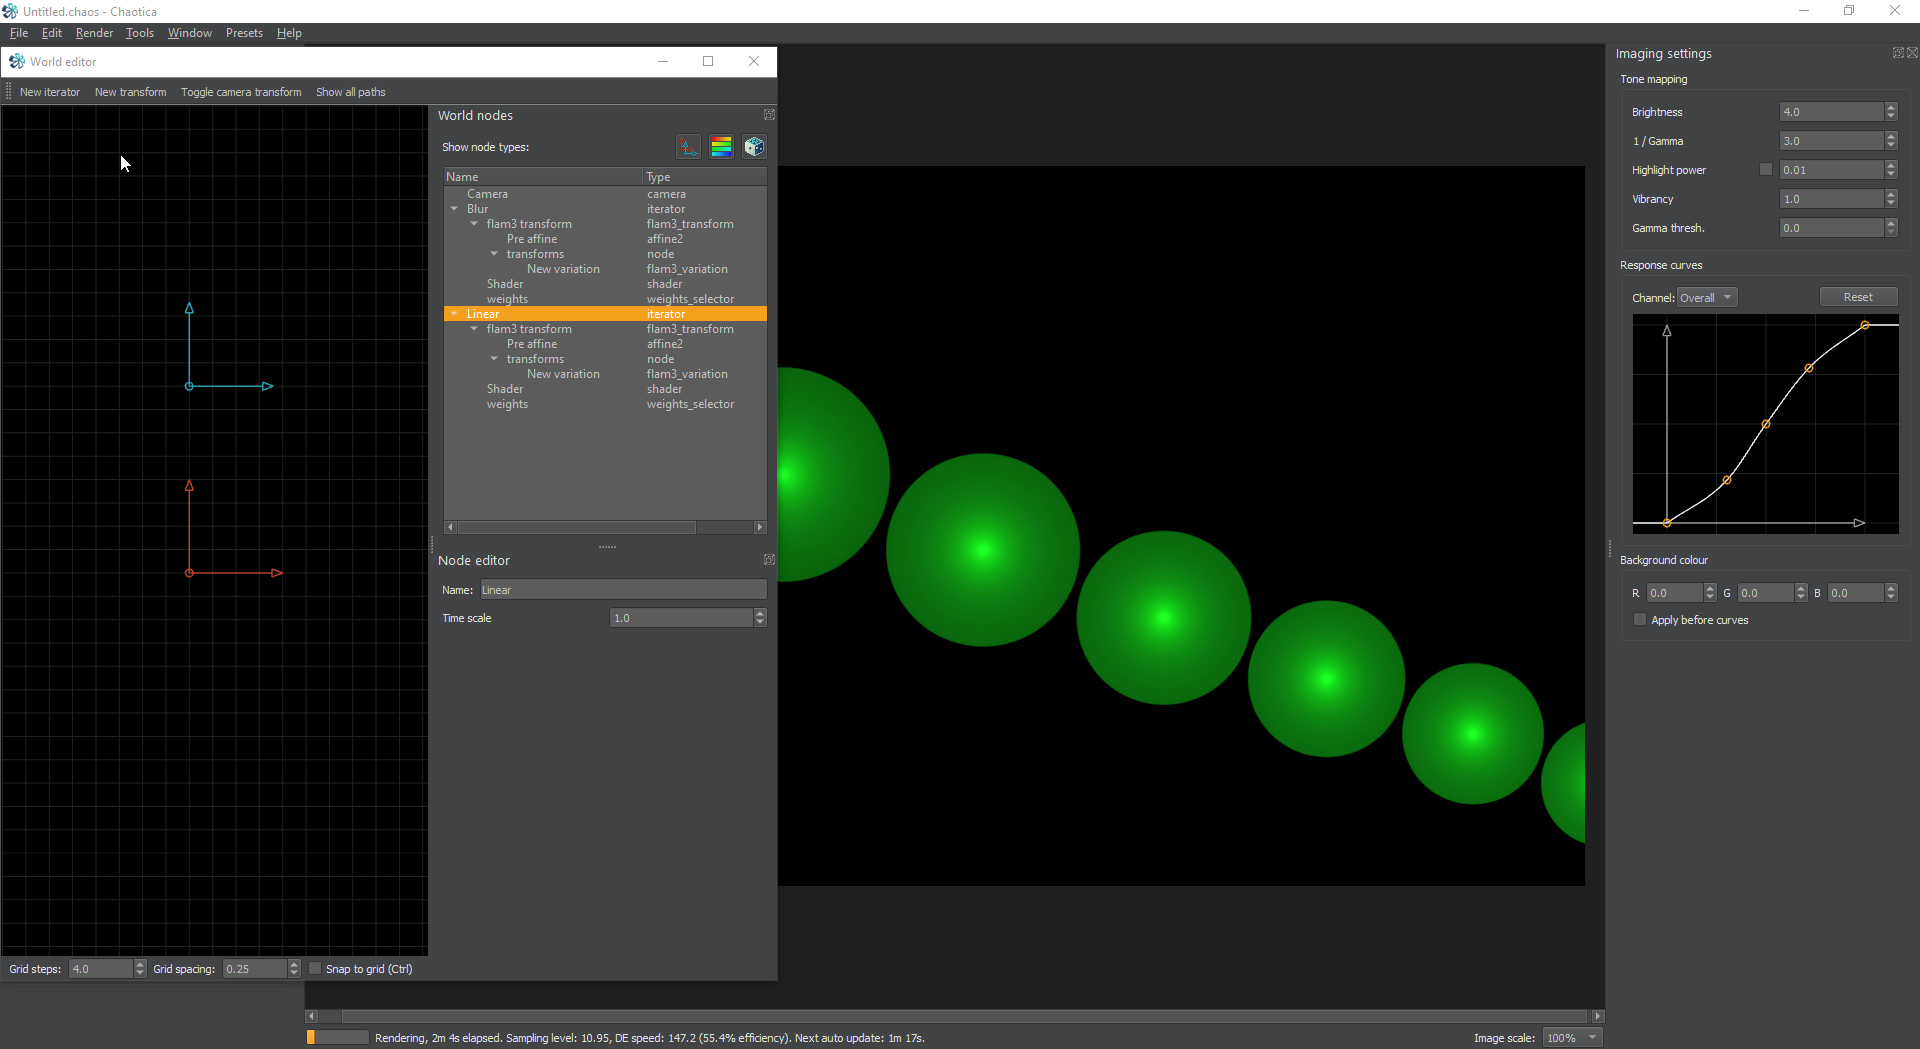 Untitled.chaos - Chaotica
File Edit Render Tools Window Presets Help
World editor
New iterator New transform Toggle camera transform Show all paths
World nodes
Show node types:
Name Type
Camera camera
Blur iterator
flam3 transform flam3_transform
Pre affine affine2
transforms node
New variation flam3_variation
Shader shader
weights weights_selector
Linear iterator
flam3 transform flam3_transform
Pre affine affine2
transforms node
New variation flam3_variation
Shader shader
weights weights_selector
Node editor
Name: Linear
Time scale 1.0
Grid steps: 4.0 Grid spacing: 0.25 Snap to grid (Ctrl)
Rendering, 2m 4s elapsed. Sampling level: 10.95, DE speed: 147.2 (55.4% efficiency). Next auto update: 1m 17s.
Image scale: 100%
Imaging settings
Tone mapping
Brightness 4.0
1 / Gamma 3.0
Highlight power 0.01
Vibrancy 1.0
Gamma thresh. 0.0
Response curves
Channel: Overall Reset
Background colour
R 0.0 G 0.0 B 0.0
Apply before curves